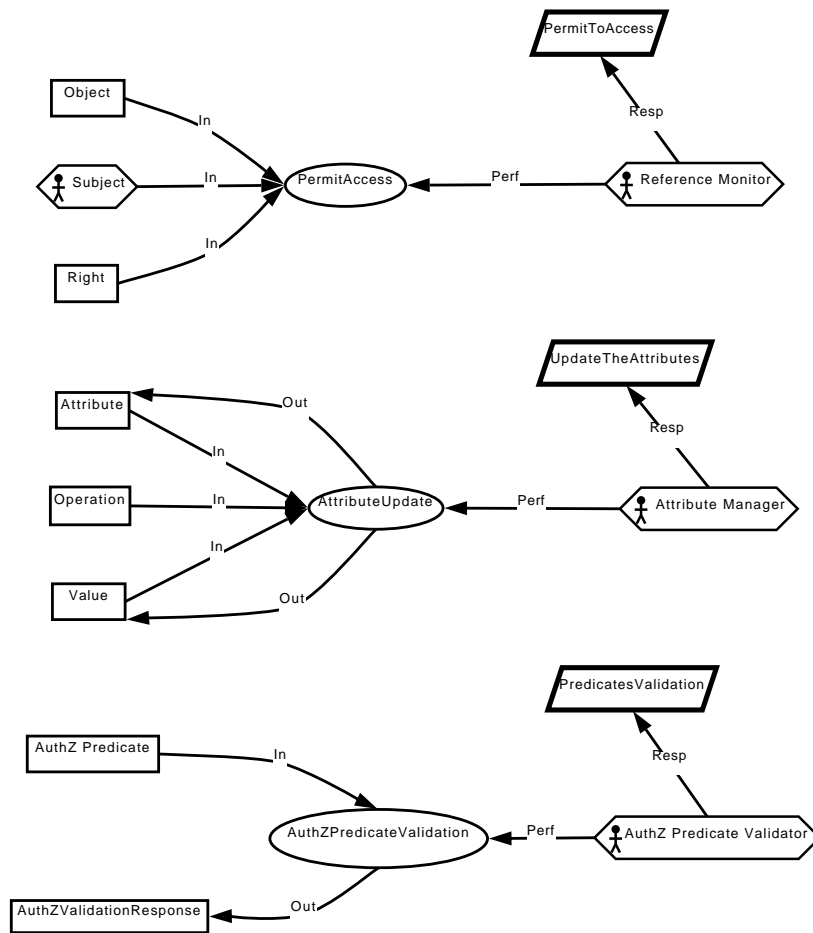 PermitToAccess
Object
In
Resp
Subject
In
PermitAccess
Perf
Reference Monitor
In
Right
UpdateTheAttributes
Attribute
Out
In
Resp
Operation
In
AttributeUpdate
Perf
Attribute Manager
In
Value
Out
PredicatesValidation
AuthZ Predicate
In
Resp
AuthZPredicateValidation
Perf
AuthZ Predicate Validator
Out
AuthZValidationResponse